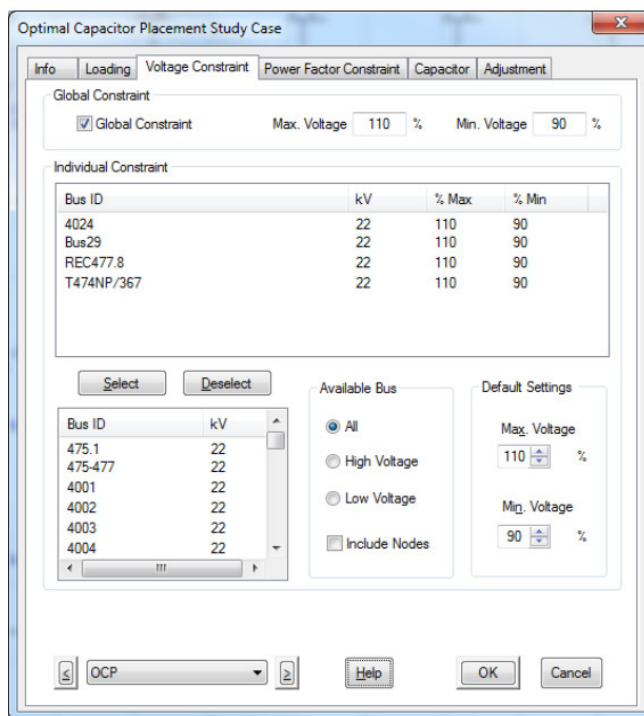 Optimal Capacitor Placement Study Case
Info Loading Voltage Constraint Power Factor Constraint Capacitor Adjustment
Global Constraint
Global Constraint Max. Voltage 110 % Min. Voltage 90 %
Individual Constraint
Bus ID kV % Max % Min
4024 22 110 90
Bus29 22 110 90
REC477.8 22 110 90
T474NP/367 22 110 90
Select Deselect
Bus ID kV
475.1 22
475-477 22
4001 22
4002 22
4003 22
4004 22
Available Bus
All
High Voltage
Low Voltage
Include Nodes
Default Settings
Max. Voltage
110 %
Min. Voltage
90 %
≤ OCP ≥ Help OK Cancel